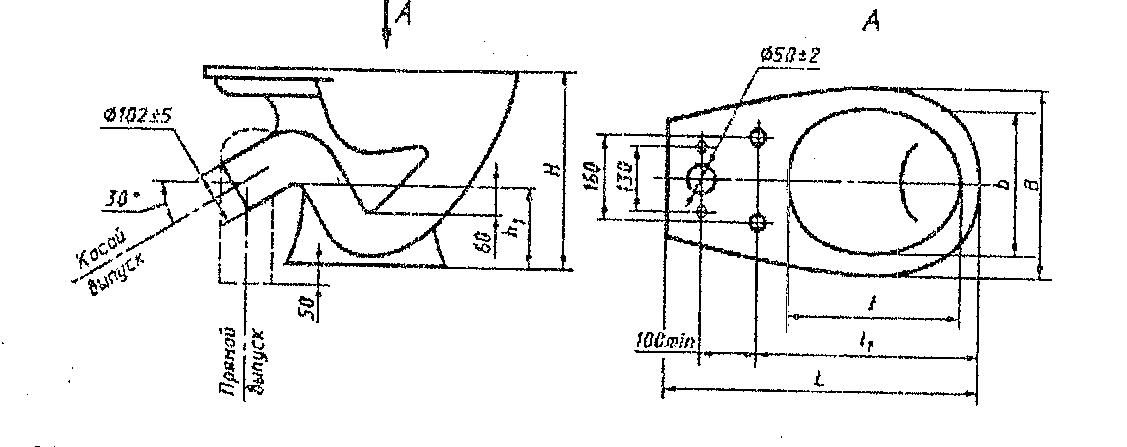 А
А
Ø50±2
Ø102±5
30°
Косой
выпуск
Прямой
выпуск
50
60
h₁
H
160
130
b
B
l
100min
l₁
L